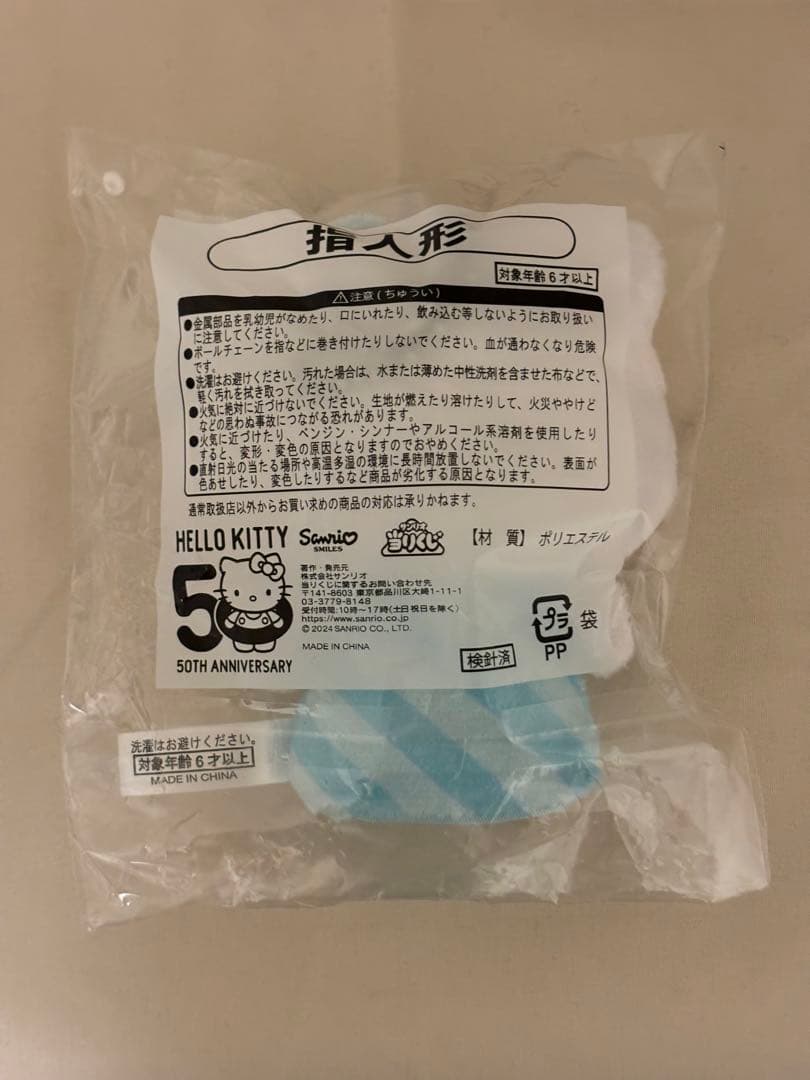 指人形
対象年齢6才以上
⚠注意(ちゅうい)
●金属部品を乳幼児がなめたり、口にいれたり、飲み込む等しないようにお取り扱い
に注意してください。
●ボールチェーンを指などに巻き付けたりしないでください。血が通わなくなり危険
です。
●洗濯はお避けください。汚れた場合は、水または薄めた中性洗剤を含ませた布などで、
軽く汚れを拭き取ってください。
●火気に絶対に近づけないでください。生地が燃えたり溶けたりして、火災ややけど
などの思わぬ事故につながる恐れがあります。
●火気に近づけたり、ベンジン・シンナーやアルコール系溶剤を使用したり
すると、変形・変色の原因となりますのでおやめください。
●直射日光の当たる場所や高温多湿の環境に長時間放置しないでください。表面が
色あせしたり、変色したりするなど商品が劣化する原因となります。
通常取扱店以外からお買い求めの商品の対応は承りかねます。
HELLO KITTY Sanrio SMILES サンリオ当りくじ 【材 質】 ポリエステル
50
50TH ANNIVERSARY
著作・発売元
株式会社サンリオ
当りくじに関するお問い合わせ先
〒141-8603 東京都品川区大崎1-11-1
03-3779-8148
受付時間:10時～17時(土日祝日を除く)
https://www.sanrio.co.jp
© 2024 SANRIO CO., LTD.
MADE IN CHINA
プラ 袋
PP
検針済
洗濯はお避けください。
対象年齢6才以上
MADE IN CHINA